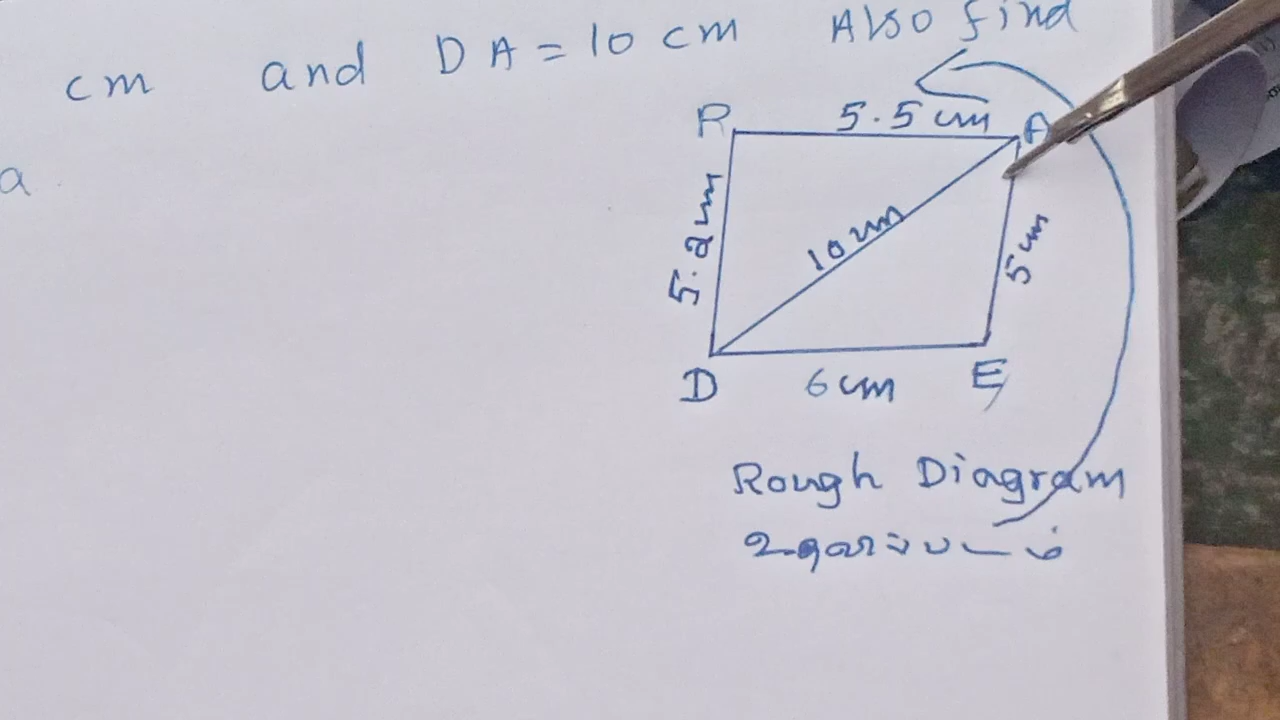 cm and DA = 10 cm Also find
a
R 5.5 cm A
5.2 cm
10 cm
5 cm
D 6 cm E
Rough Diagram
உதவிப்படம்